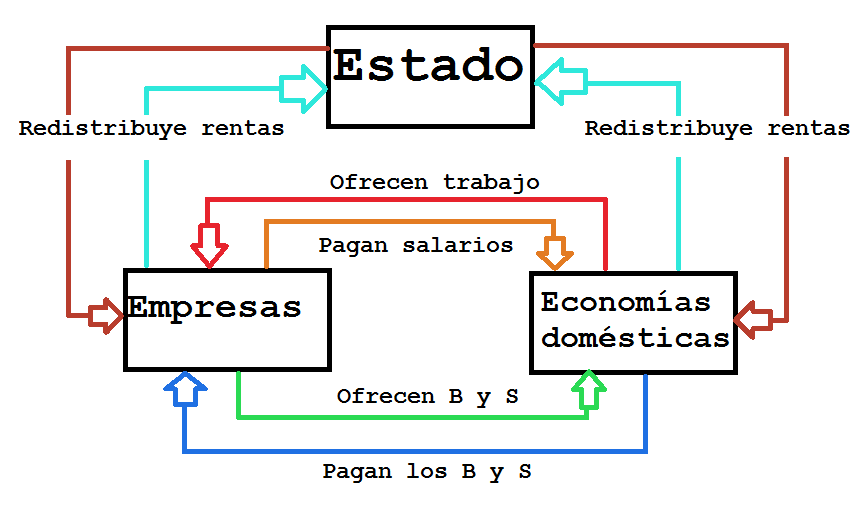 Estado
Redistribuye rentas
Redistribuye rentas
Ofrecen trabajo
Pagan salarios
Empresas
Economías
domésticas
Ofrecen B y S
Pagan los B y S